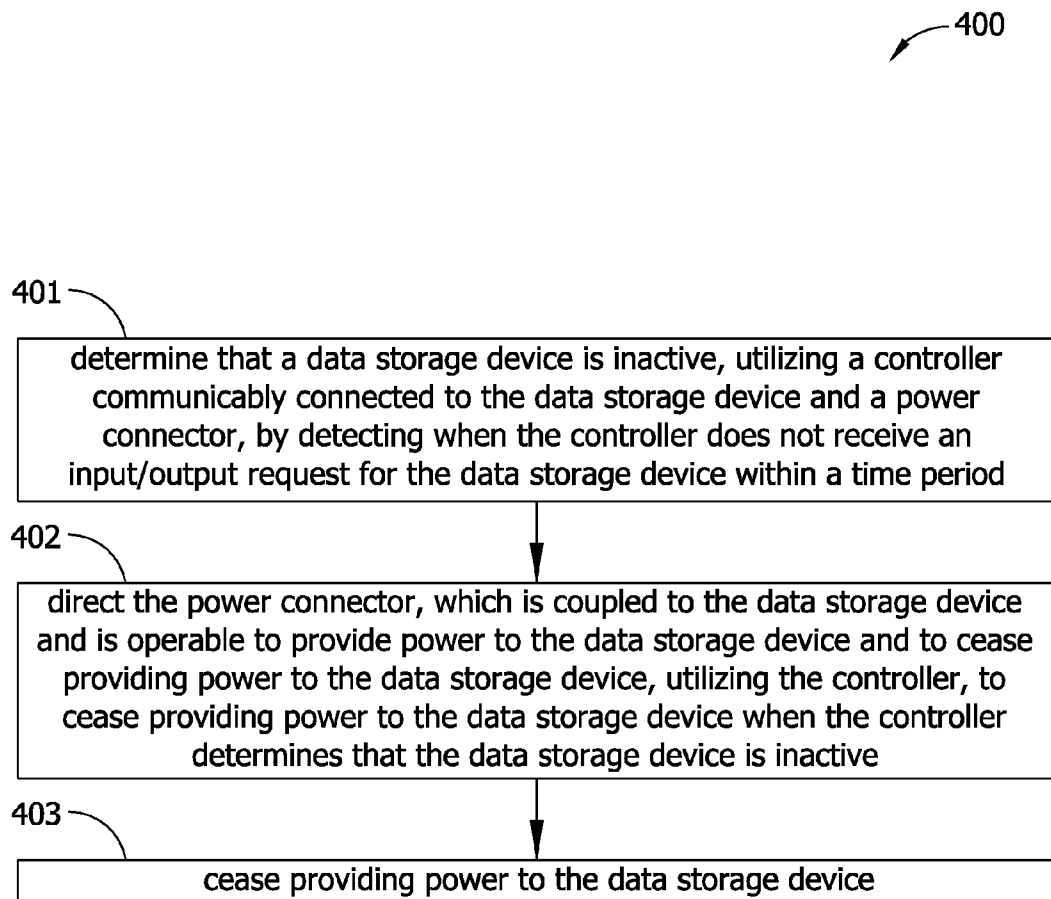 400
401
determine that a data storage device is inactive, utilizing a controller
communicably connected to the data storage device and a power
connector, by detecting when the controller does not receive an
input/output request for the data storage device within a time period
402
direct the power connector, which is coupled to the data storage device
and is operable to provide power to the data storage device and to cease
providing power to the data storage device, utilizing the controller, to
cease providing power to the data storage device when the controller
determines that the data storage device is inactive
403
cease providing power to the data storage device